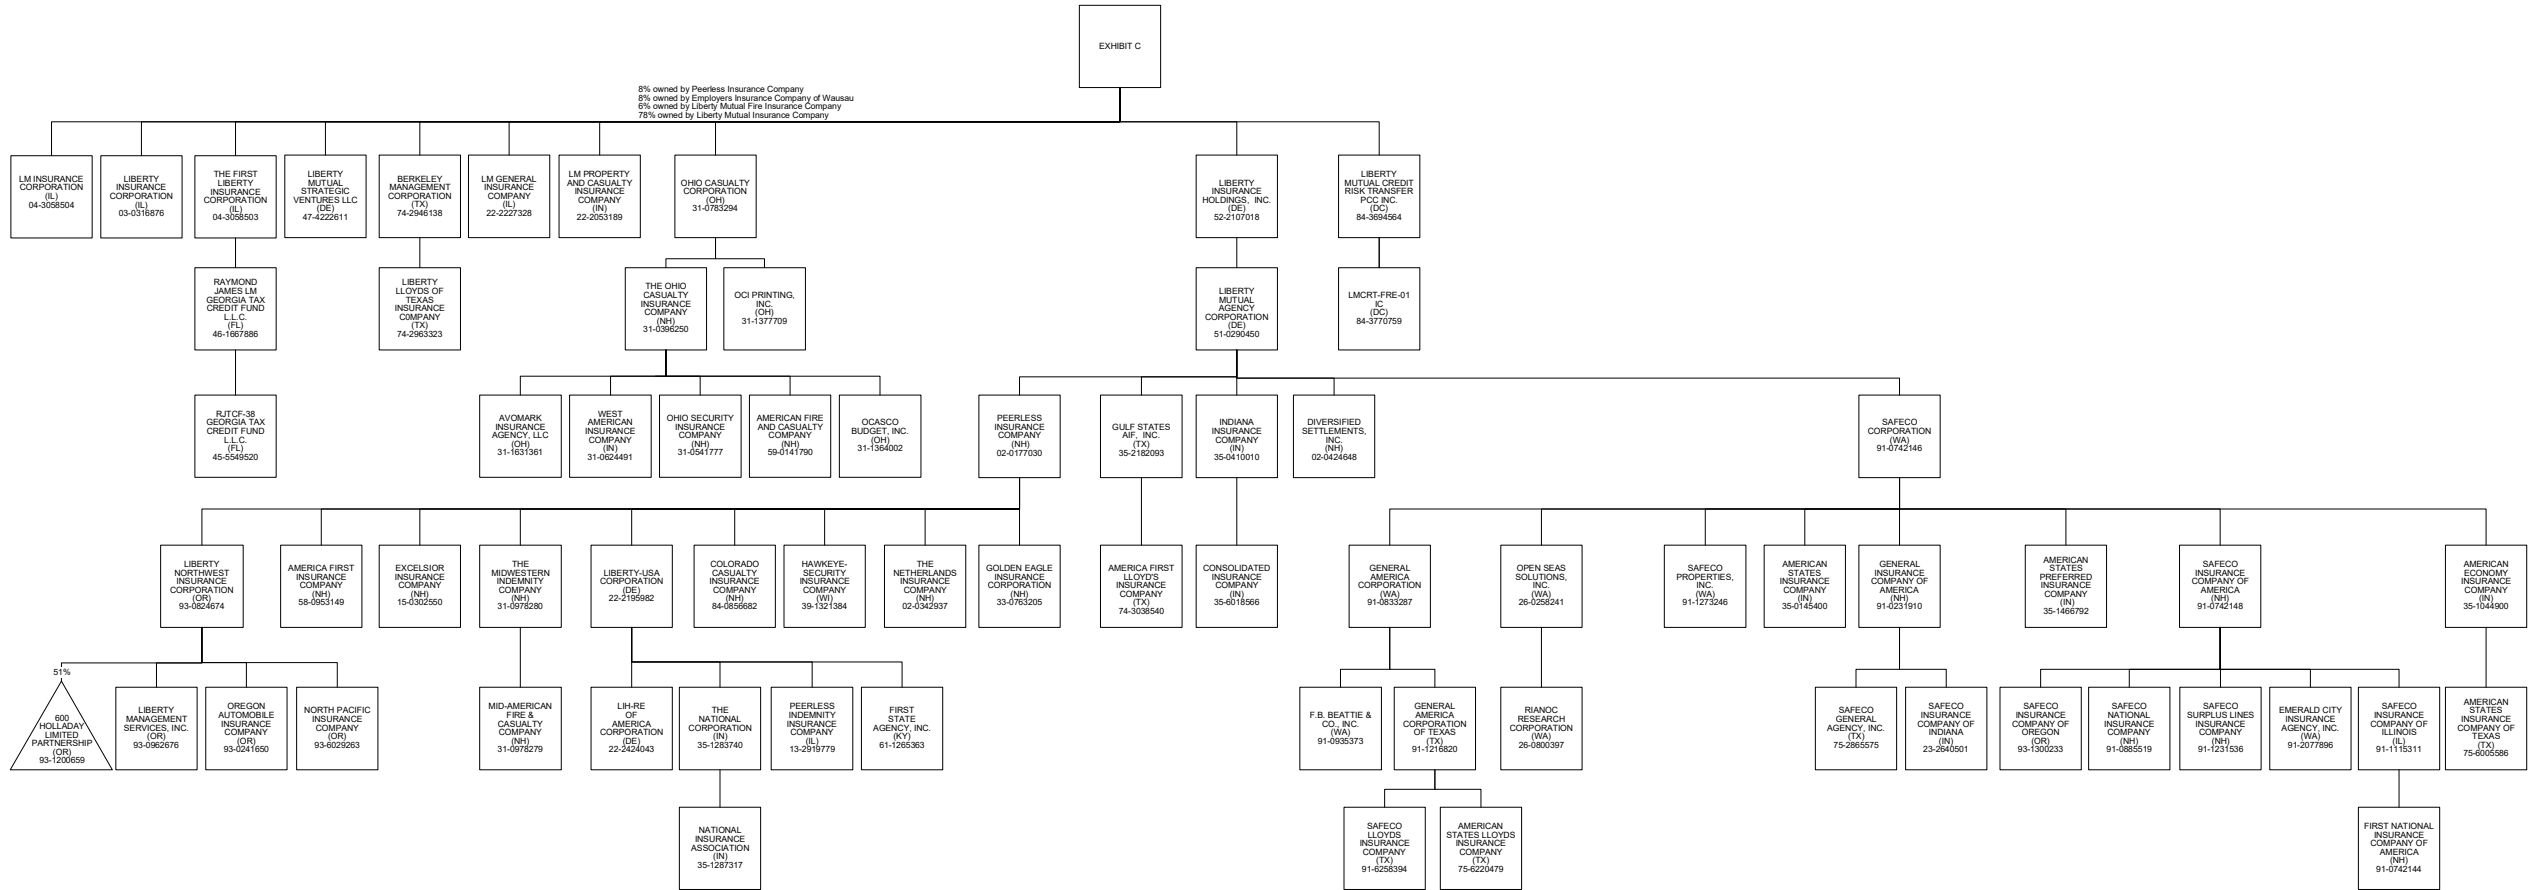 EXHIBIT C
8% owned by Peerless Insurance Company
8% owned by Employers Insurance Company of Wausau
6% owned by Liberty Mutual Fire Insurance Company
78% owned by Liberty Mutual Insurance Company
LM INSURANCE
CORPORATION
(IL)
04-3058504
LIBERTY
INSURANCE
CORPORATION
(IL)
03-0316876
THE FIRST
LIBERTY
INSURANCE
CORPORATION
(IL)
04-3058503
LIBERTY
MUTUAL
STRATEGIC
VENTURES LLC
(DE)
47-4222611
BERKELEY
MANAGEMENT
CORPORATION
(TX)
74-2946138
LM GENERAL
INSURANCE
COMPANY
(IL)
22-2227328
LM PROPERTY
AND CASUALTY
INSURANCE
COMPANY
(IN)
22-2053189
OHIO CASUALTY
CORPORATION
(OH)
31-0783294
LIBERTY
INSURANCE
HOLDINGS, INC.
(DE)
52-2107018
LIBERTY
MUTUAL CREDIT
RISK TRANSFER
PCC INC.
(DC)
84-3694564
RAYMOND
JAMES LM
GEORGIA TAX
CREDIT FUND
L.L.C.
(FL)
46-1667886
LIBERTY
LLOYDS OF
TEXAS
INSURANCE
C0MPANY
(TX)
74-2963323
THE OHIO
CASUALTY
INSURANCE
COMPANY
(NH)
31-0396250
OCI PRINTING,
INC.
(OH)
31-1377709
LIBERTY
MUTUAL
AGENCY
CORPORATION
(DE)
51-0290450
LMCRT-FRE-01
IC
(DC)
84-3770759
RJTCF-38
GEORGIA TAX
CREDIT FUND
L.L.C.
(FL)
45-5549520
AVOMARK
INSURANCE
AGENCY, LLC
(OH)
31-1631361
WEST
AMERICAN
INSURANCE
COMPANY
(IN)
31-0624491
OHIO SECURITY
INSURANCE
COMPANY
(NH)
31-0541777
AMERICAN FIRE
AND CASUALTY
COMPANY
(NH)
59-0141790
OCASCO
BUDGET, INC.
(OH)
31-1364002
PEERLESS
INSURANCE
COMPANY
(NH)
02-0177030
GULF STATES
AIF, INC.
(TX)
35-2182093
INDIANA
INSURANCE
COMPANY
(IN)
35-0410010
DIVERSIFIED
SETTLEMENTS,
INC.
(NH)
02-0424648
SAFECO
CORPORATION
(WA)
91-0742146
LIBERTY
NORTHWEST
INSURANCE
CORPORATION
(OR)
93-0824674
AMERICA FIRST
INSURANCE
COMPANY
(NH)
58-0953149
EXCELSIOR
INSURANCE
COMPANY
(NH)
15-0302550
THE
MIDWESTERN
INDEMNITY
COMPANY
(NH)
31-0978280
LIBERTY-USA
CORPORATION
(DE)
22-2195982
COLORADO
CASUALTY
INSURANCE
COMPANY
(NH)
84-0856682
HAWKEYE-
SECURITY
INSURANCE
COMPANY
(WI)
39-1321384
THE
NETHERLANDS
INSURANCE
COMPANY
(NH)
02-0342937
GOLDEN EAGLE
INSURANCE
CORPORATION
(NH)
33-0763205
AMERICA FIRST
LLOYD'S
INSURANCE
COMPANY
(TX)
74-3038540
CONSOLIDATED
INSURANCE
COMPANY
(IN)
35-6018566
GENERAL
AMERICA
CORPORATION
(WA)
91-0833287
OPEN SEAS
SOLUTIONS,
INC.
(WA)
26-0258241
SAFECO
PROPERTIES,
INC.
(WA)
91-1273246
AMERICAN
STATES
INSURANCE
COMPANY
(IN)
35-0145400
GENERAL
INSURANCE
COMPANY OF
AMERICA
(NH)
91-0231910
AMERICAN
STATES
PREFERRED
INSURANCE
COMPANY
(IN)
35-1466792
SAFECO
INSURANCE
COMPANY OF
AMERICA
(NH)
91-0742148
AMERICAN
ECONOMY
INSURANCE
COMPANY
(IN)
35-1044900
51%
600
HOLLADAY
LIMITED
PARTNERSHIP
(OR)
93-1200659
LIBERTY
MANAGEMENT
SERVICES, INC.
(OR)
93-0962676
OREGON
AUTOMOBILE
INSURANCE
COMPANY
(OR)
93-0241650
NORTH PACIFIC
INSURANCE
COMPANY
(OR)
93-6029263
MID-AMERICAN
FIRE &
CASUALTY
COMPANY
(NH)
31-0978279
LIH-RE
OF
AMERICA
CORPORATION
(DE)
22-2424043
THE
NATIONAL
CORPORATION
(IN)
35-1283740
PEERLESS
INDEMNITY
INSURANCE
COMPANY
(IL)
13-2919779
FIRST
STATE
AGENCY, INC.
(KY)
61-1265363
F.B. BEATTIE &
CO., INC.
(WA)
91-0935373
GENERAL
AMERICA
CORPORATION
OF TEXAS
(TX)
91-1216820
RIANOC
RESEARCH
CORPORATION
(WA)
26-0800397
SAFECO
GENERAL
AGENCY, INC.
(TX)
75-2865575
SAFECO
INSURANCE
COMPANY OF
INDIANA
(IN)
23-2640501
SAFECO
INSURANCE
COMPANY OF
OREGON
(OR)
93-1300233
SAFECO
NATIONAL
INSURANCE
COMPANY
(NH)
91-0885519
SAFECO
SURPLUS LINES
INSURANCE
COMPANY
(NH)
91-1231536
EMERALD CITY
INSURANCE
AGENCY, INC.
(WA)
91-2077896
SAFECO
INSURANCE
COMPANY OF
ILLINOIS
(IL)
91-1115311
AMERICAN
STATES
INSURANCE
COMPANY OF
TEXAS
(TX)
75-6005586
NATIONAL
INSURANCE
ASSOCIATION
(IN)
35-1287317
SAFECO
LLOYDS
INSURANCE
COMPANY
(TX)
91-6258394
AMERICAN
STATES LLOYDS
INSURANCE
COMPANY
(TX)
75-6220479
FIRST NATIONAL
INSURANCE
COMPANY OF
AMERICA
(NH)
91-0742144